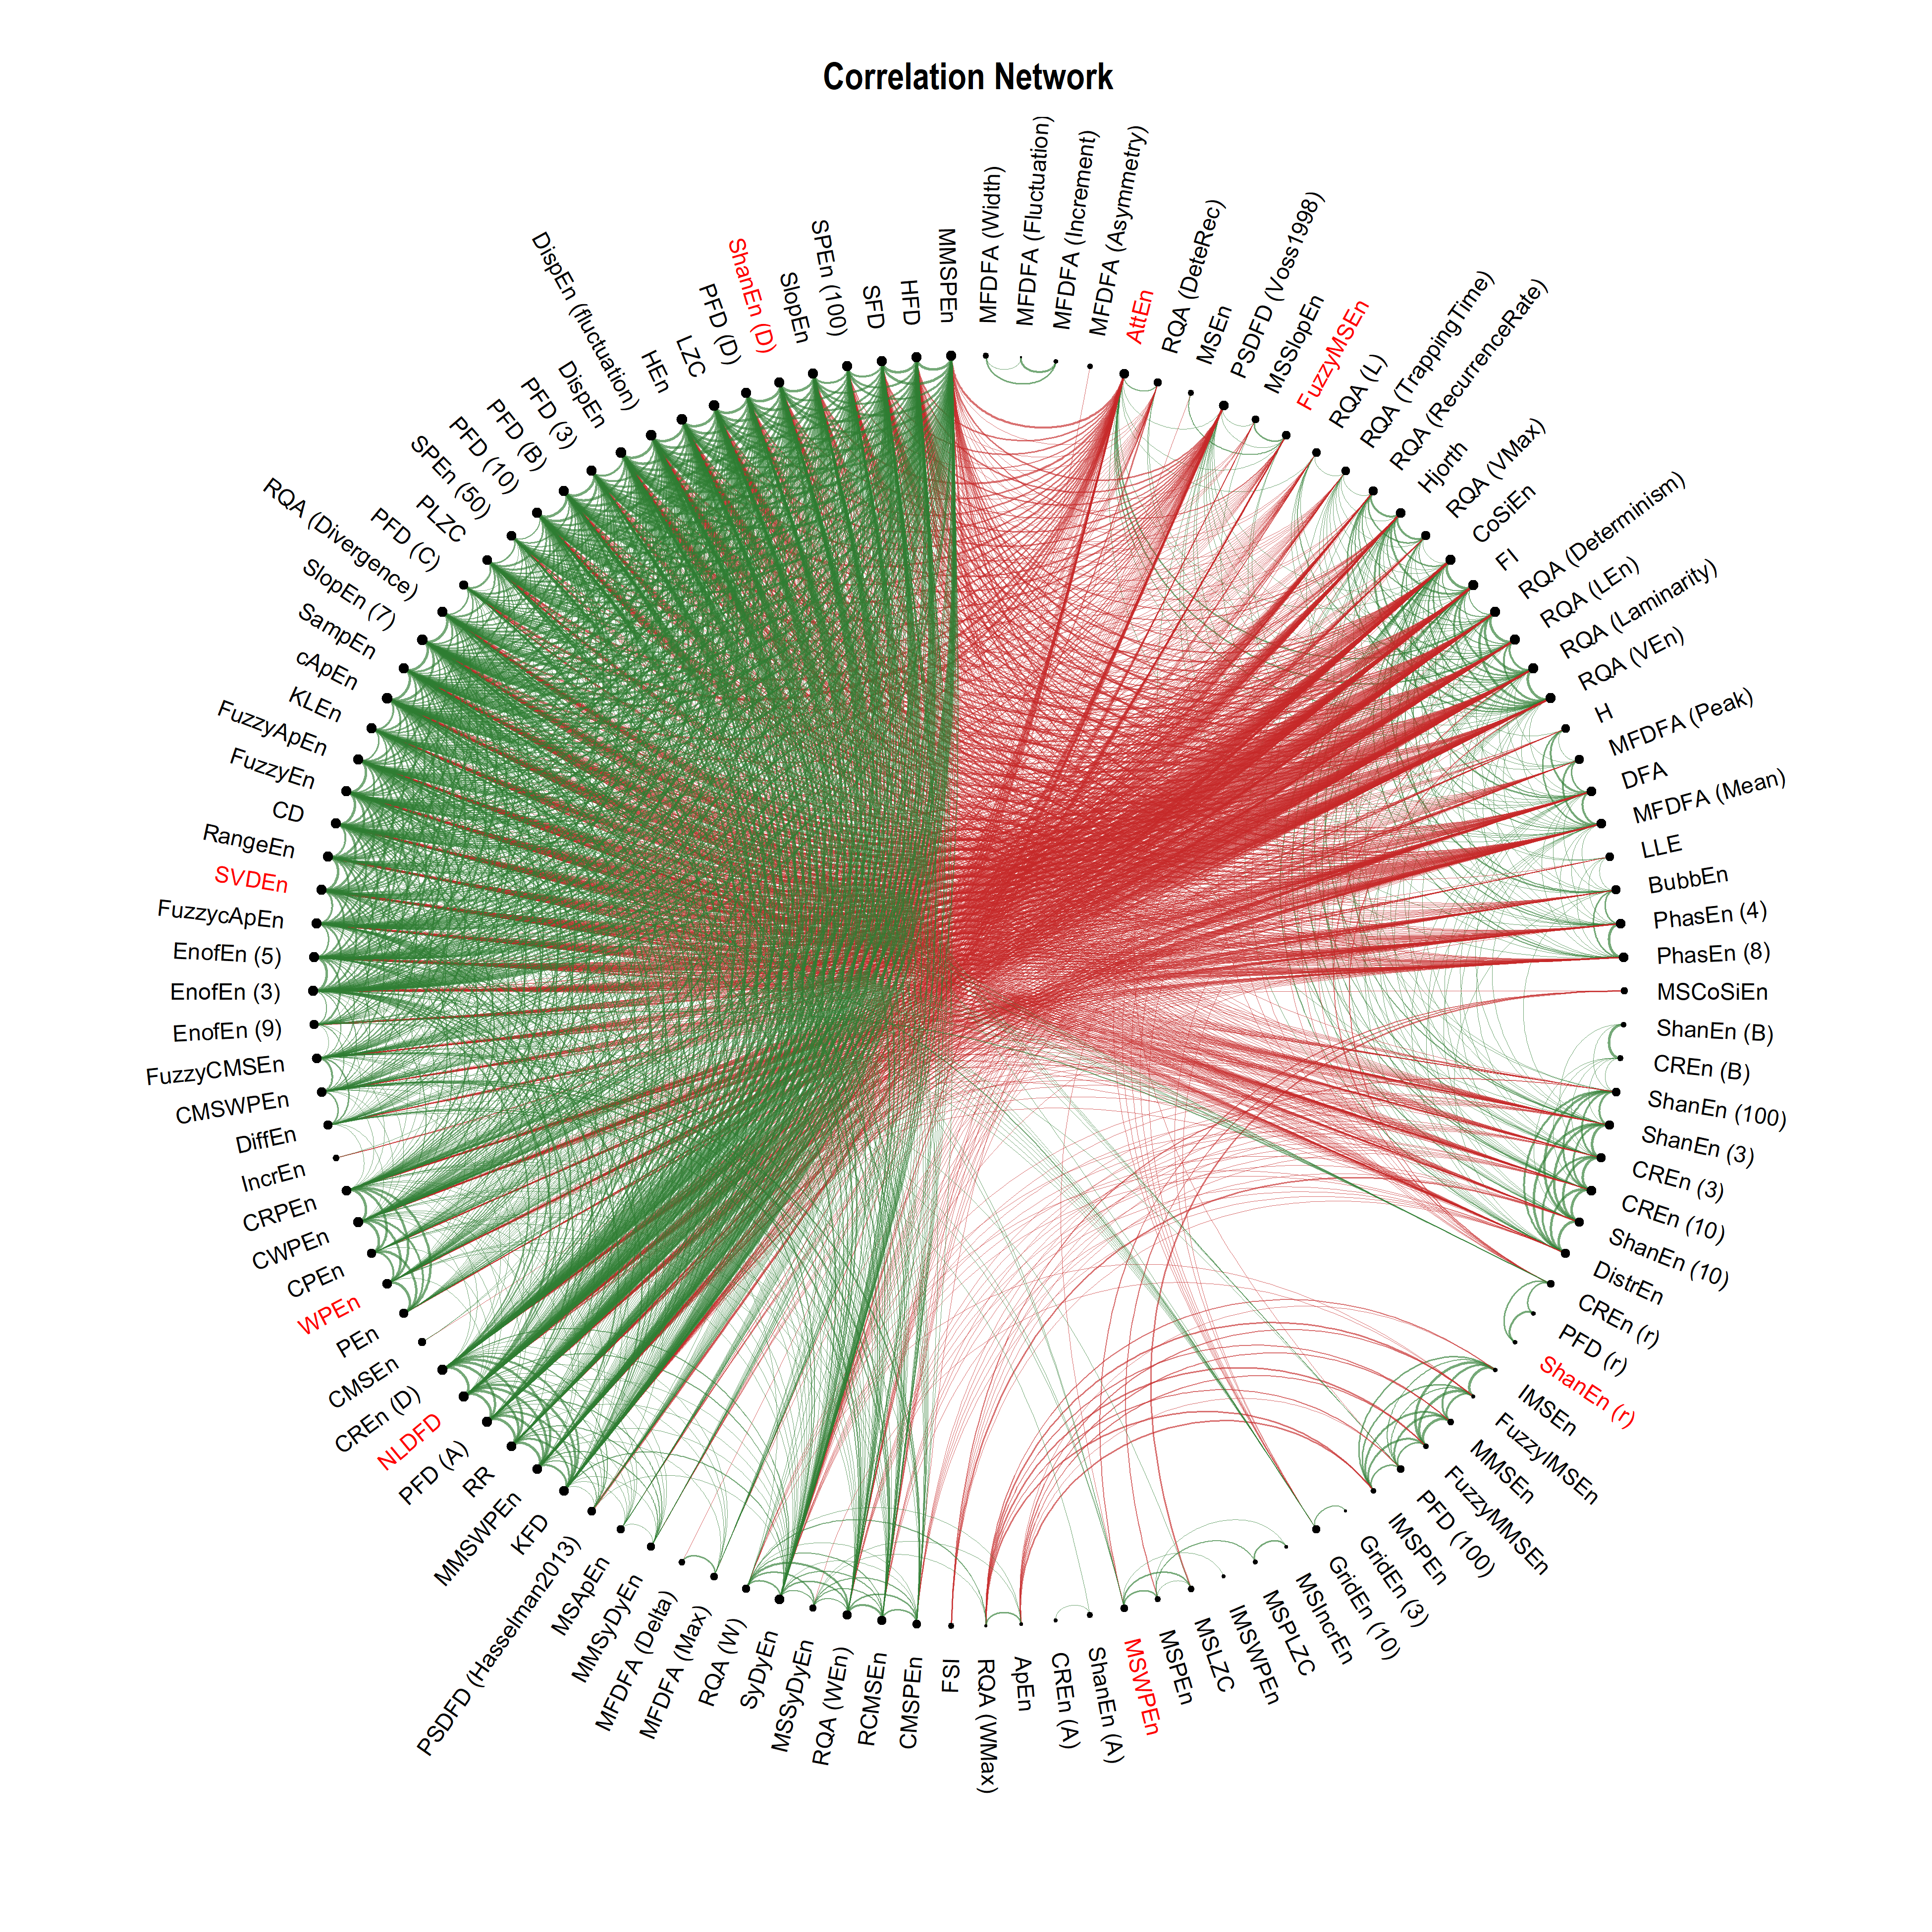 Correlation Network
MFDFA (Width)
MFDFA (Fluctuation)
MFDFA (Increment)
MFDFA (Asymmetry)
AttEn
RQA (DeteRec)
MSEn
PSDFD (Voss1998)
MSSlopEn
FuzzyMSEn
RQA (L)
RQA (TrappingTime)
RQA (RecurrenceRate)
Hjorth
RQA (VMax)
CoSiEn
FI
RQA (Determinism)
RQA (LEn)
RQA (Laminarity)
RQA (VEn)
H
MFDFA (Peak)
DFA
MFDFA (Mean)
LLE
BubbEn
PhasEn (4)
PhasEn (8)
MSCoSiEn
ShanEn (B)
CREn (B)
ShanEn (100)
ShanEn (3)
CREn (3)
CREn (10)
ShanEn (10)
DistrEn
CREn (r)
PFD (r)
ShanEn (r)
IMSEn
FuzzyIMSEn
MMSEn
FuzzyMMSEn
PFD (100)
IMSPEn
GridEn (3)
GridEn (10)
MSIncrEn
MSPLZC
IMSWPEn
MSLZC
MSPEn
MSWPEn
ShanEn (A)
CREn (A)
ApEn
RQA (WMax)
FSI
CMSPEn
RCMSEn
RQA (WEn)
MSSyDyEn
SyDyEn
RQA (W)
MFDFA (Max)
MFDFA (Delta)
MMSyDyEn
MSApEn
PSDFD (Hasselman2013)
KFD
MMSWPEn
RR
PFD (A)
NLDFD
CREn (D)
CMSEn
PEn
WPEn
CPEn
CWPEn
CRPEn
IncrEn
DiffEn
CMSWPEn
FuzzyCMSEn
EnofEn (9)
EnofEn (3)
EnofEn (5)
FuzzycApEn
SVDEn
RangeEn
CD
FuzzyEn
FuzzyApEn
KLEn
cApEn
SampEn
SlopEn (7)
RQA (Divergence)
PFD (C)
PLZC
SPEn (50)
PFD (10)
PFD (B)
PFD (3)
DispEn
DispEn (fluctuation)
HEn
LZC
PFD (D)
ShanEn (D)
SlopEn
SPEn (100)
SFD
HFD
MMSPEn